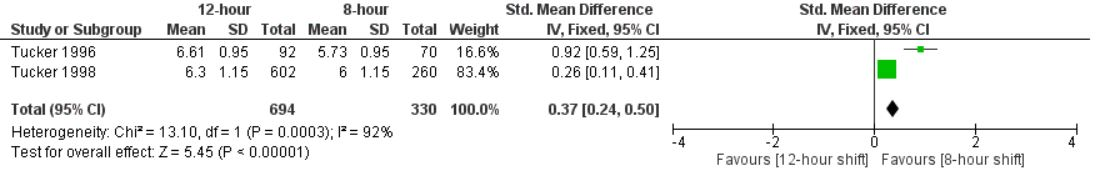 12-hour 8-hour Std. Mean Difference Std. Mean Difference
Study or Subgroup Mean SD Total Mean SD Total Weight IV, Fixed, 95% CI IV, Fixed, 95% CI
Tucker 1996 6.61 0.95 92 5.73 0.95 70 16.6% 0.92 [0.59, 1.25]
Tucker 1998 6.3 1.15 602 6 1.15 260 83.4% 0.26 [0.11, 0.41]
Total (95% CI) 694 330 100.0% 0.37 [0.24, 0.50]
Heterogeneity: Chi² = 13.10, df = 1 (P = 0.0003); I² = 92%
Test for overall effect: Z = 5.45 (P < 0.00001)
-4 -2 0 2 4
Favours [12-hour shift] Favours [8-hour shift]